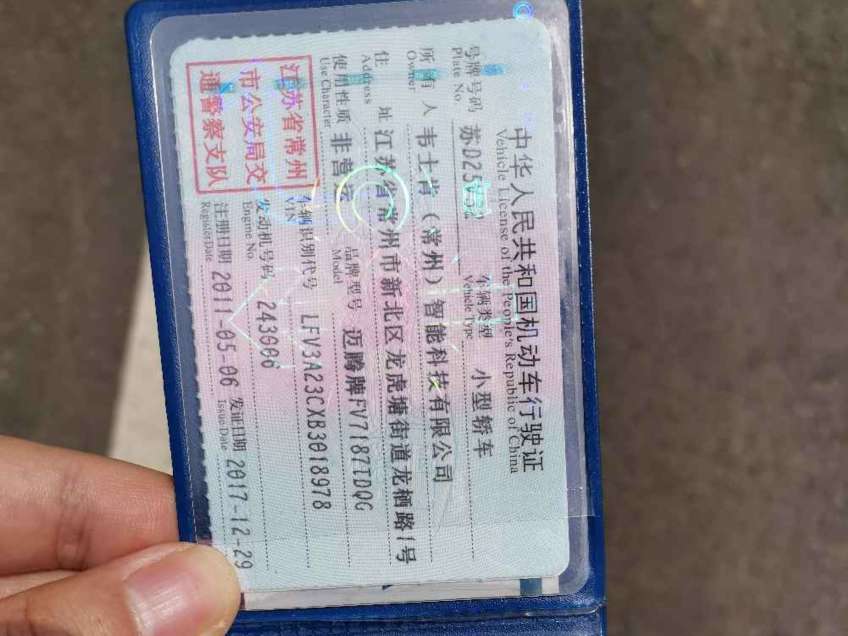 中华人民共和国机动车行驶证
Vehicle License of the People's Republic of China
号牌号码 车辆类型 小型轿车
Plate No. Vehicle Type
所有人 韦士肯（常州）智能科技有限公司
Owner
住址 江苏省常州市新北区龙虎塘街道龙栖路1号
Address
使用性质 非营运 品牌型号 迈腾牌FV7187TDQG
Use Character Model
江苏省常州
市公安局交
通警察支队
车辆识别代号 LFV3A23CXB3018978
VIN
发动机号码 243006
Engine No.
注册日期 2011-05-06 发证日期 2017-12-29
Register Date Issue Date